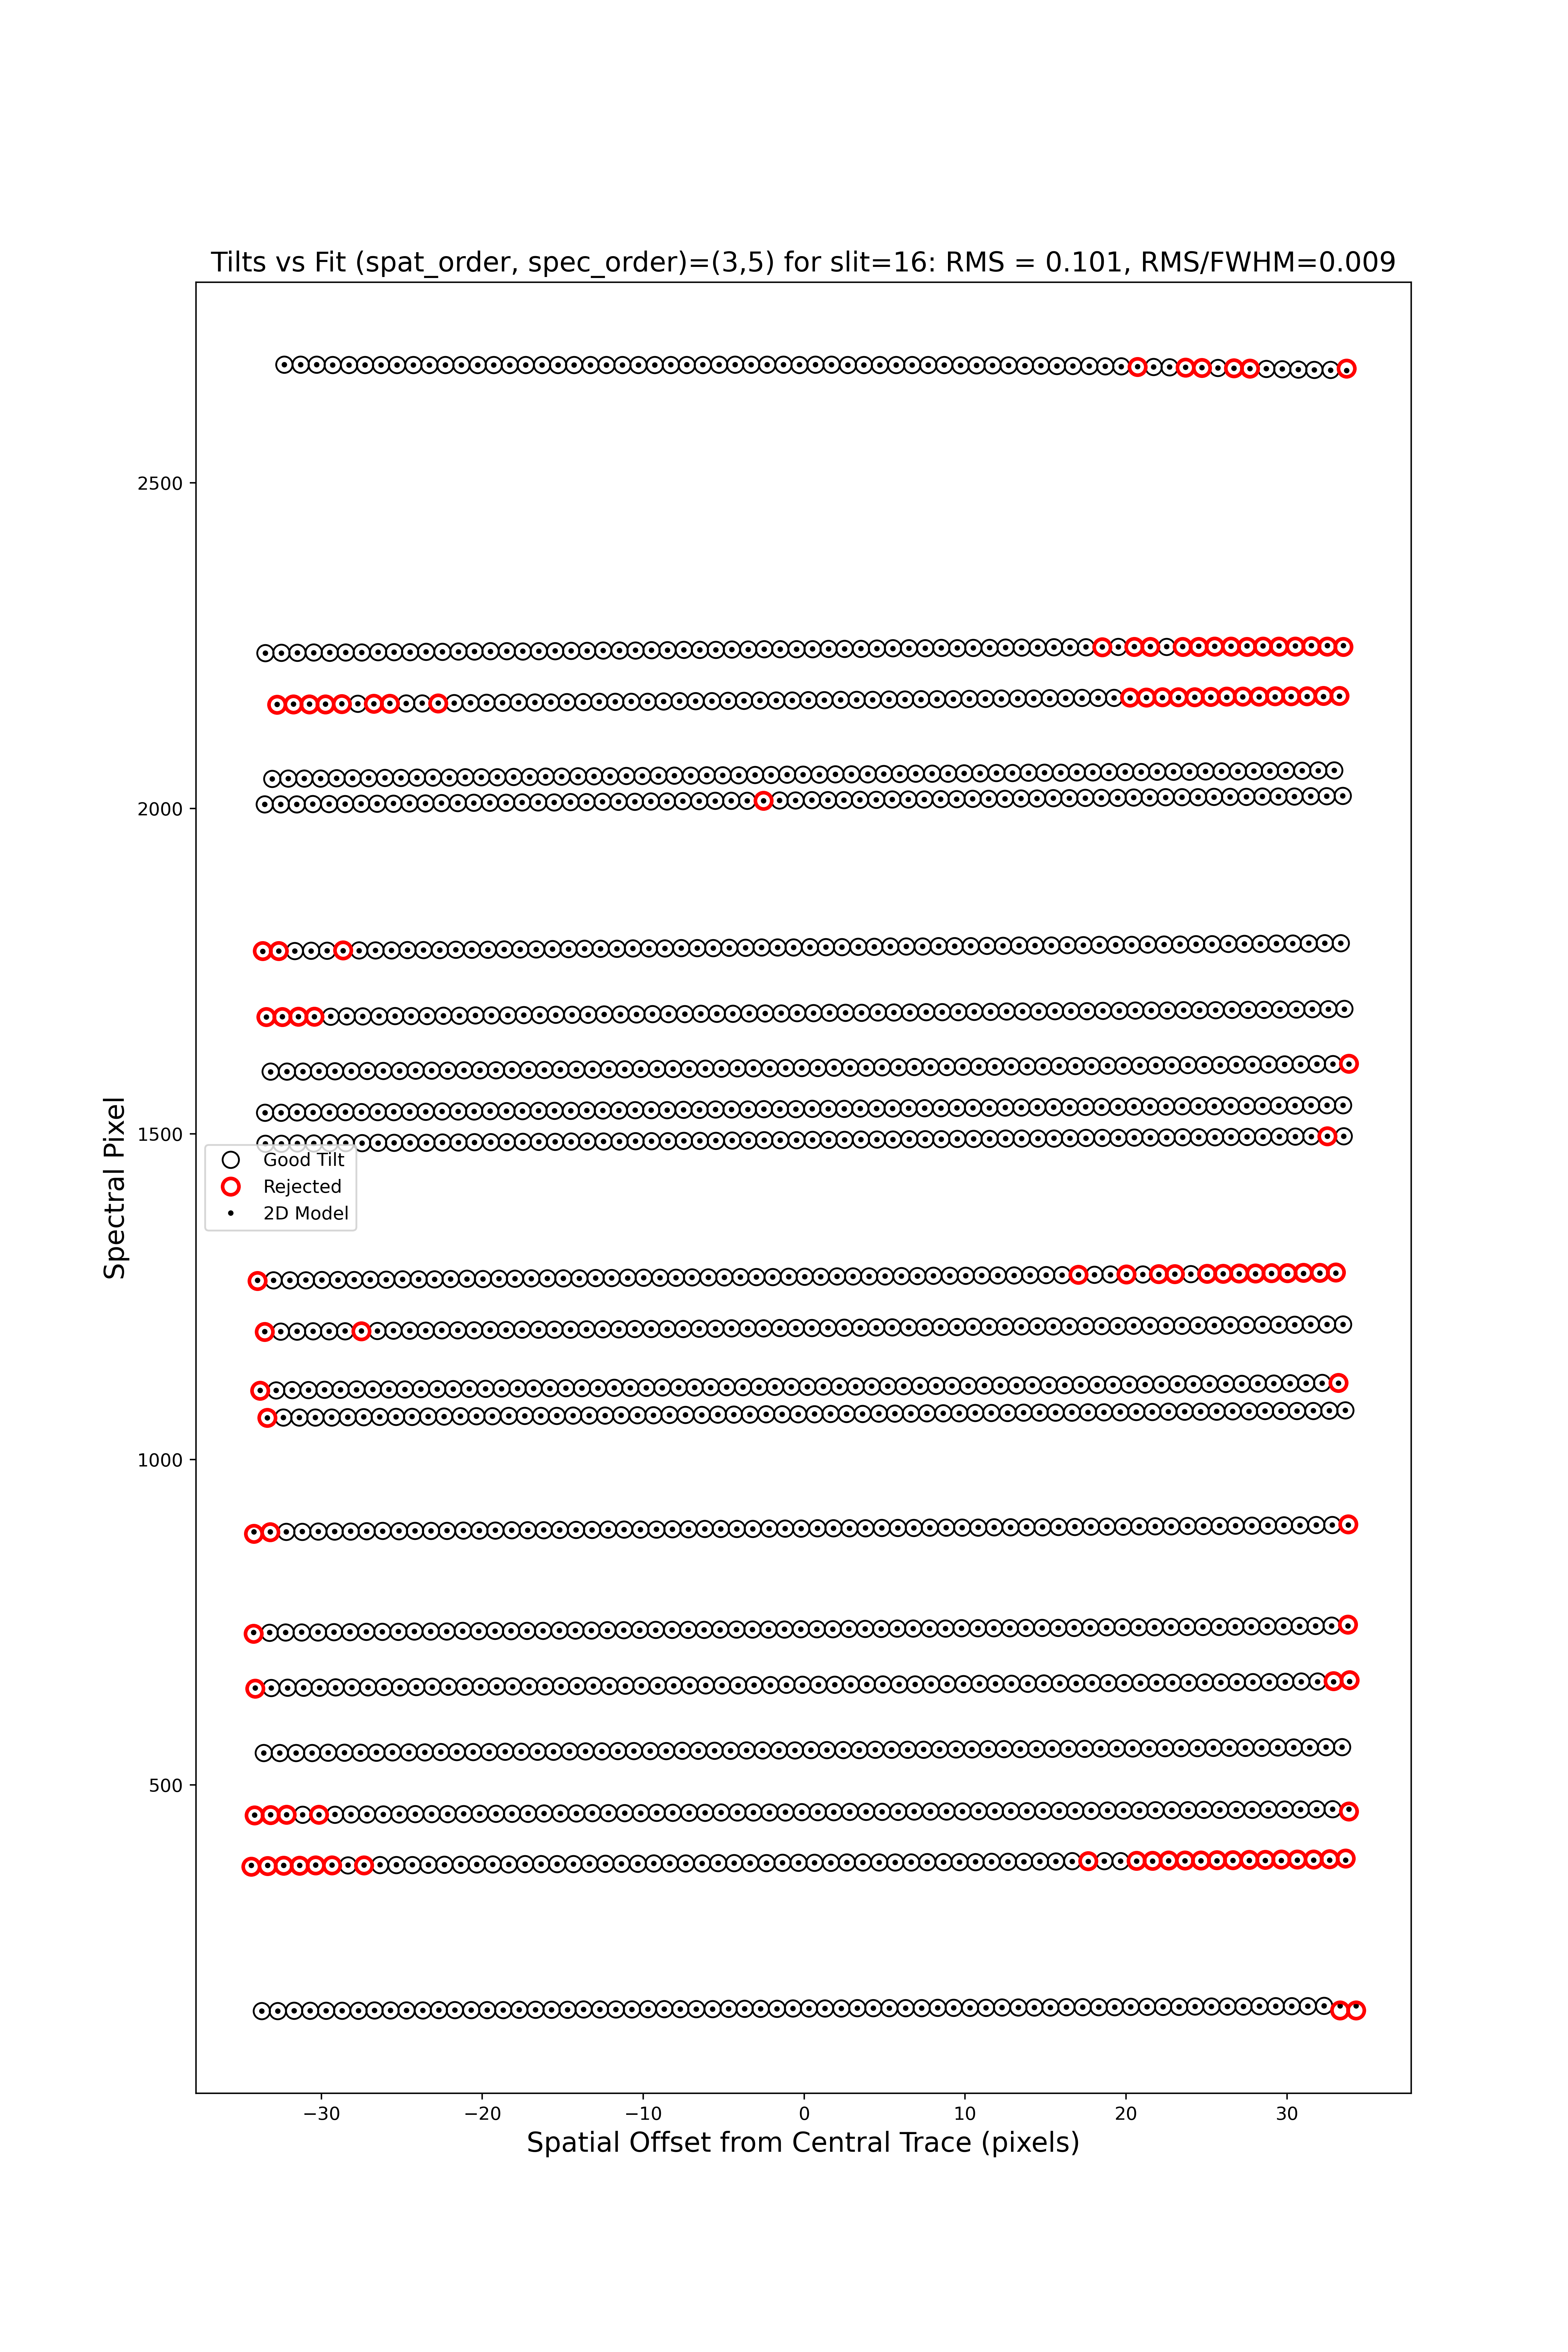 Tilts vs Fit (spat_order, spec_order)=(3,5) for slit=16: RMS = 0.101, RMS/FWHM=0.009
2500
2000
1500
1000
500
Spectral Pixel
Good Tilt
Rejected
2D Model
−30 −20 −10 0 10 20 30
Spatial Offset from Central Trace (pixels)